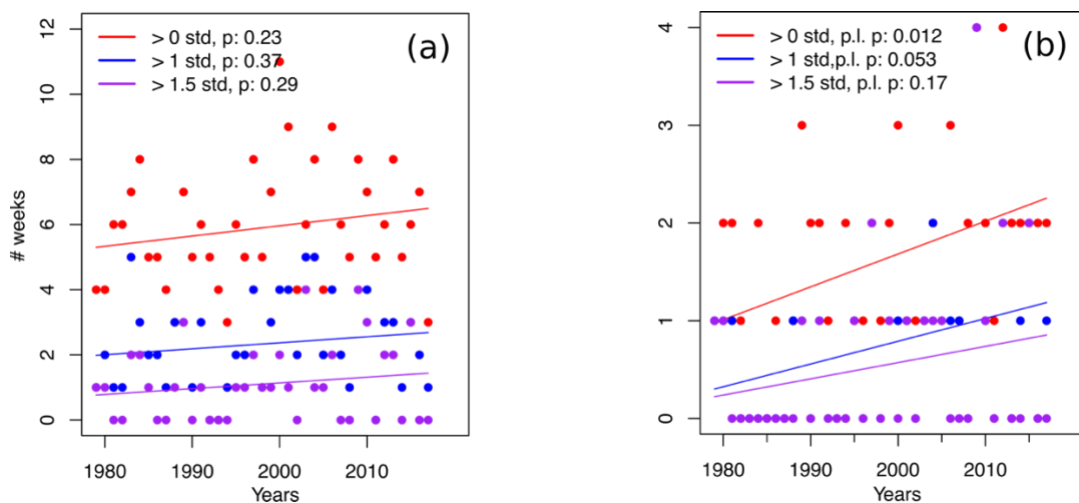 > 0 std, p: 0.23
> 1 std, p: 0.37
> 1.5 std, p: 0.29
(a)
# weeks
12
10
8
6
4
2
0
1980 1990 2000 2010
Years
> 0 std, p.l. p: 0.012
> 1 std,p.l. p: 0.053
> 1.5 std, p.l. p: 0.17
(b)
4
3
2
1
0
1980 1990 2000 2010
Years